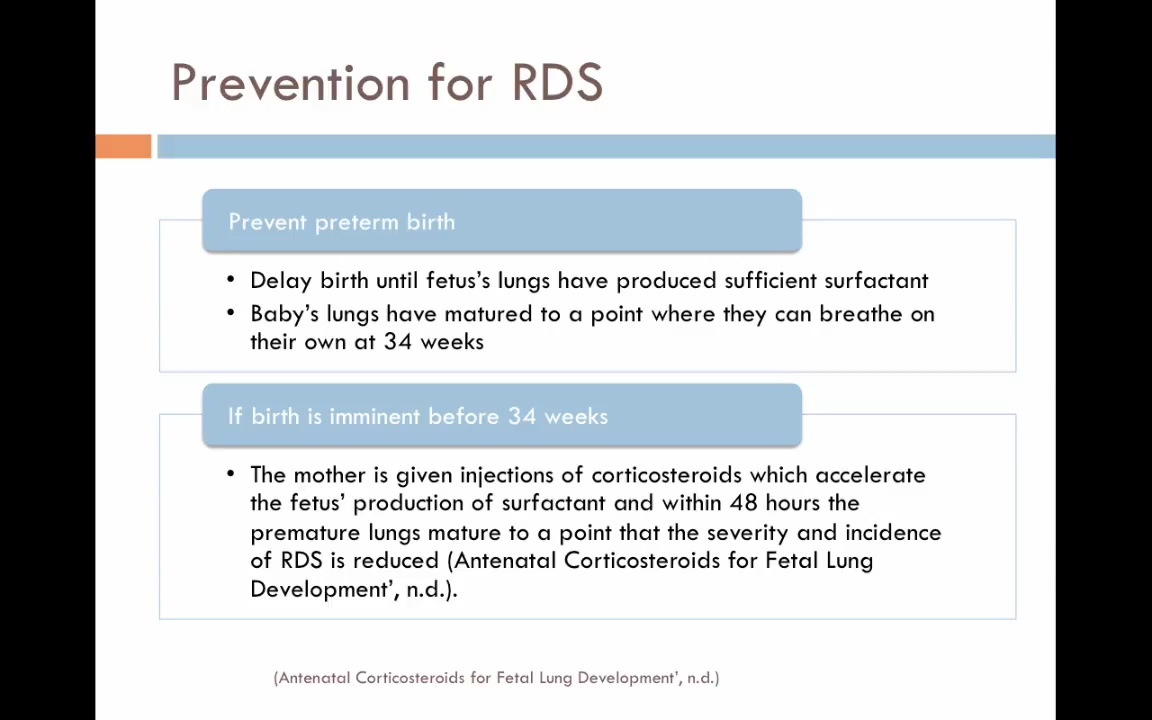 Prevention for RDS
Prevent preterm birth
• Delay birth until fetus’s lungs have produced sufficient surfactant
• Baby’s lungs have matured to a point where they can breathe on
their own at 34 weeks
If birth is imminent before 34 weeks
• The mother is given injections of corticosteroids which accelerate
the fetus’ production of surfactant and within 48 hours the
premature lungs mature to a point that the severity and incidence
of RDS is reduced (Antenatal Corticosteroids for Fetal Lung
Development’, n.d.).
(Antenatal Corticosteroids for Fetal Lung Development’, n.d.)